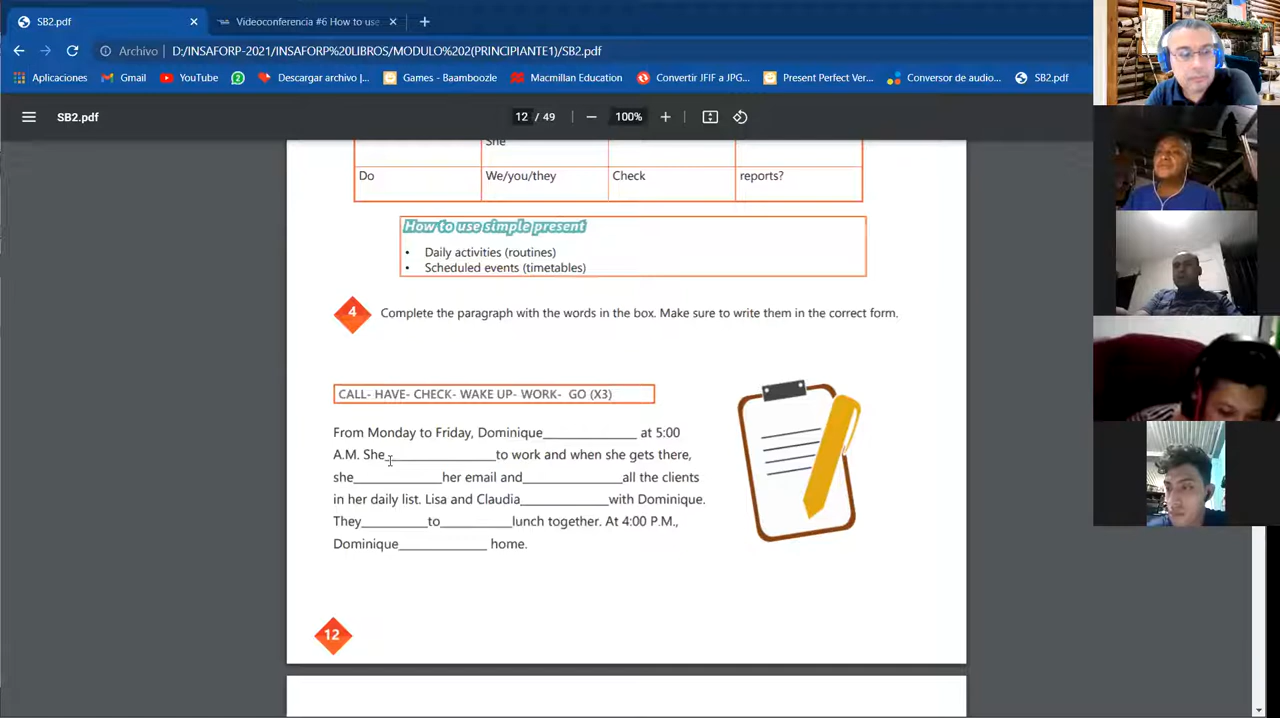 SB2.pdf
Videoconferencia #6 How to use
Archivo D:/INSAFORP-2021/INSAFORP%20LIBROS/MODULO%202(PRINCIPIANTE1)/SB2.pdf
Aplicaciones Gmail YouTube Descargar archivo |... Games - Baamboozle Macmillan Education Convertir JFIF a JPG... Present Perfect Ver... Conversor de audio... SB2.pdf
SB2.pdf 12 / 49 100%
She
Do We/you/they Check reports?
How to use simple present
• Daily activities (routines)
• Scheduled events (timetables)
4 Complete the paragraph with the words in the box. Make sure to write them in the correct form.
CALL- HAVE- CHECK- WAKE UP- WORK- GO (X3)
From Monday to Friday, Dominique______________ at 5:00
A.M. She________________to work and when she gets there,
she_____________her email and_______________all the clients
in her daily list. Lisa and Claudia_____________with Dominique.
They__________to___________lunch together. At 4:00 P.M.,
Dominique_____________ home.
12